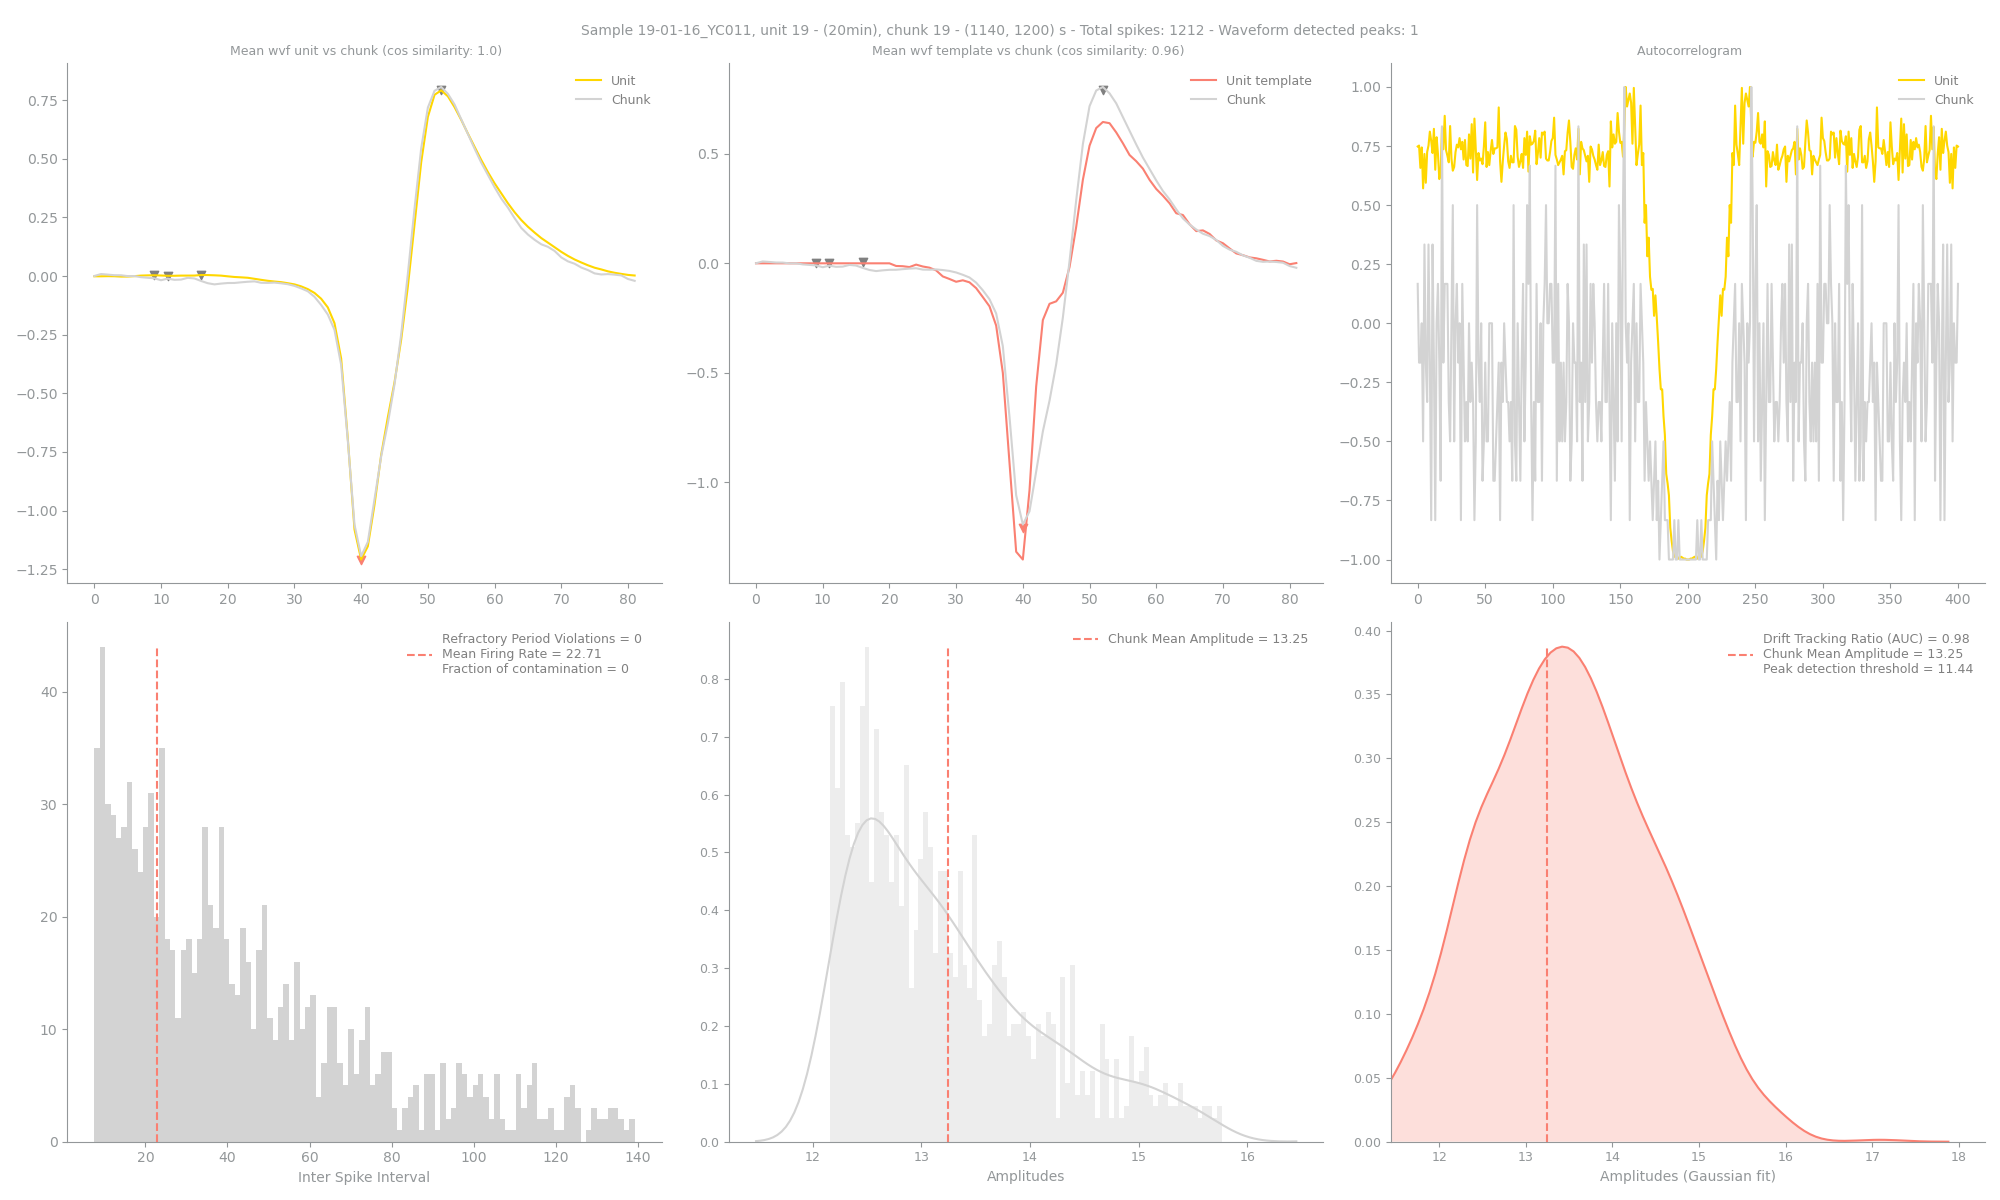 Sample 19-01-16_YC011, unit 19 - (20min), chunk 19 - (1140, 1200) s - Total spikes: 1212 - Waveform detected peaks: 1
Mean wvf unit vs chunk (cos similarity: 1.0)
Unit
Chunk
0.75
0.50
0.25
0.00
−0.25
−0.50
−0.75
−1.00
−1.25
0 10 20 30 40 50 60 70 80
Mean wvf template vs chunk (cos similarity: 0.96)
Unit template
Chunk
0.5
0.0
−0.5
−1.0
0 10 20 30 40 50 60 70 80
Autocorrelogram
Unit
Chunk
1.00
0.75
0.50
0.25
0.00
−0.25
−0.50
−0.75
−1.00
0 50 100 150 200 250 300 350 400
Refractory Period Violations = 0
Mean Firing Rate = 22.71
Fraction of contamination = 0
40
30
20
10
0
20 40 60 80 100 120 140
Inter Spike Interval
Chunk Mean Amplitude = 13.25
0.8
0.7
0.6
0.5
0.4
0.3
0.2
0.1
0.0
12 13 14 15 16
Amplitudes
Drift Tracking Ratio (AUC) = 0.98
Chunk Mean Amplitude = 13.25
Peak detection threshold = 11.44
0.40
0.35
0.30
0.25
0.20
0.15
0.10
0.05
0.00
12 13 14 15 16 17 18
Amplitudes (Gaussian fit)